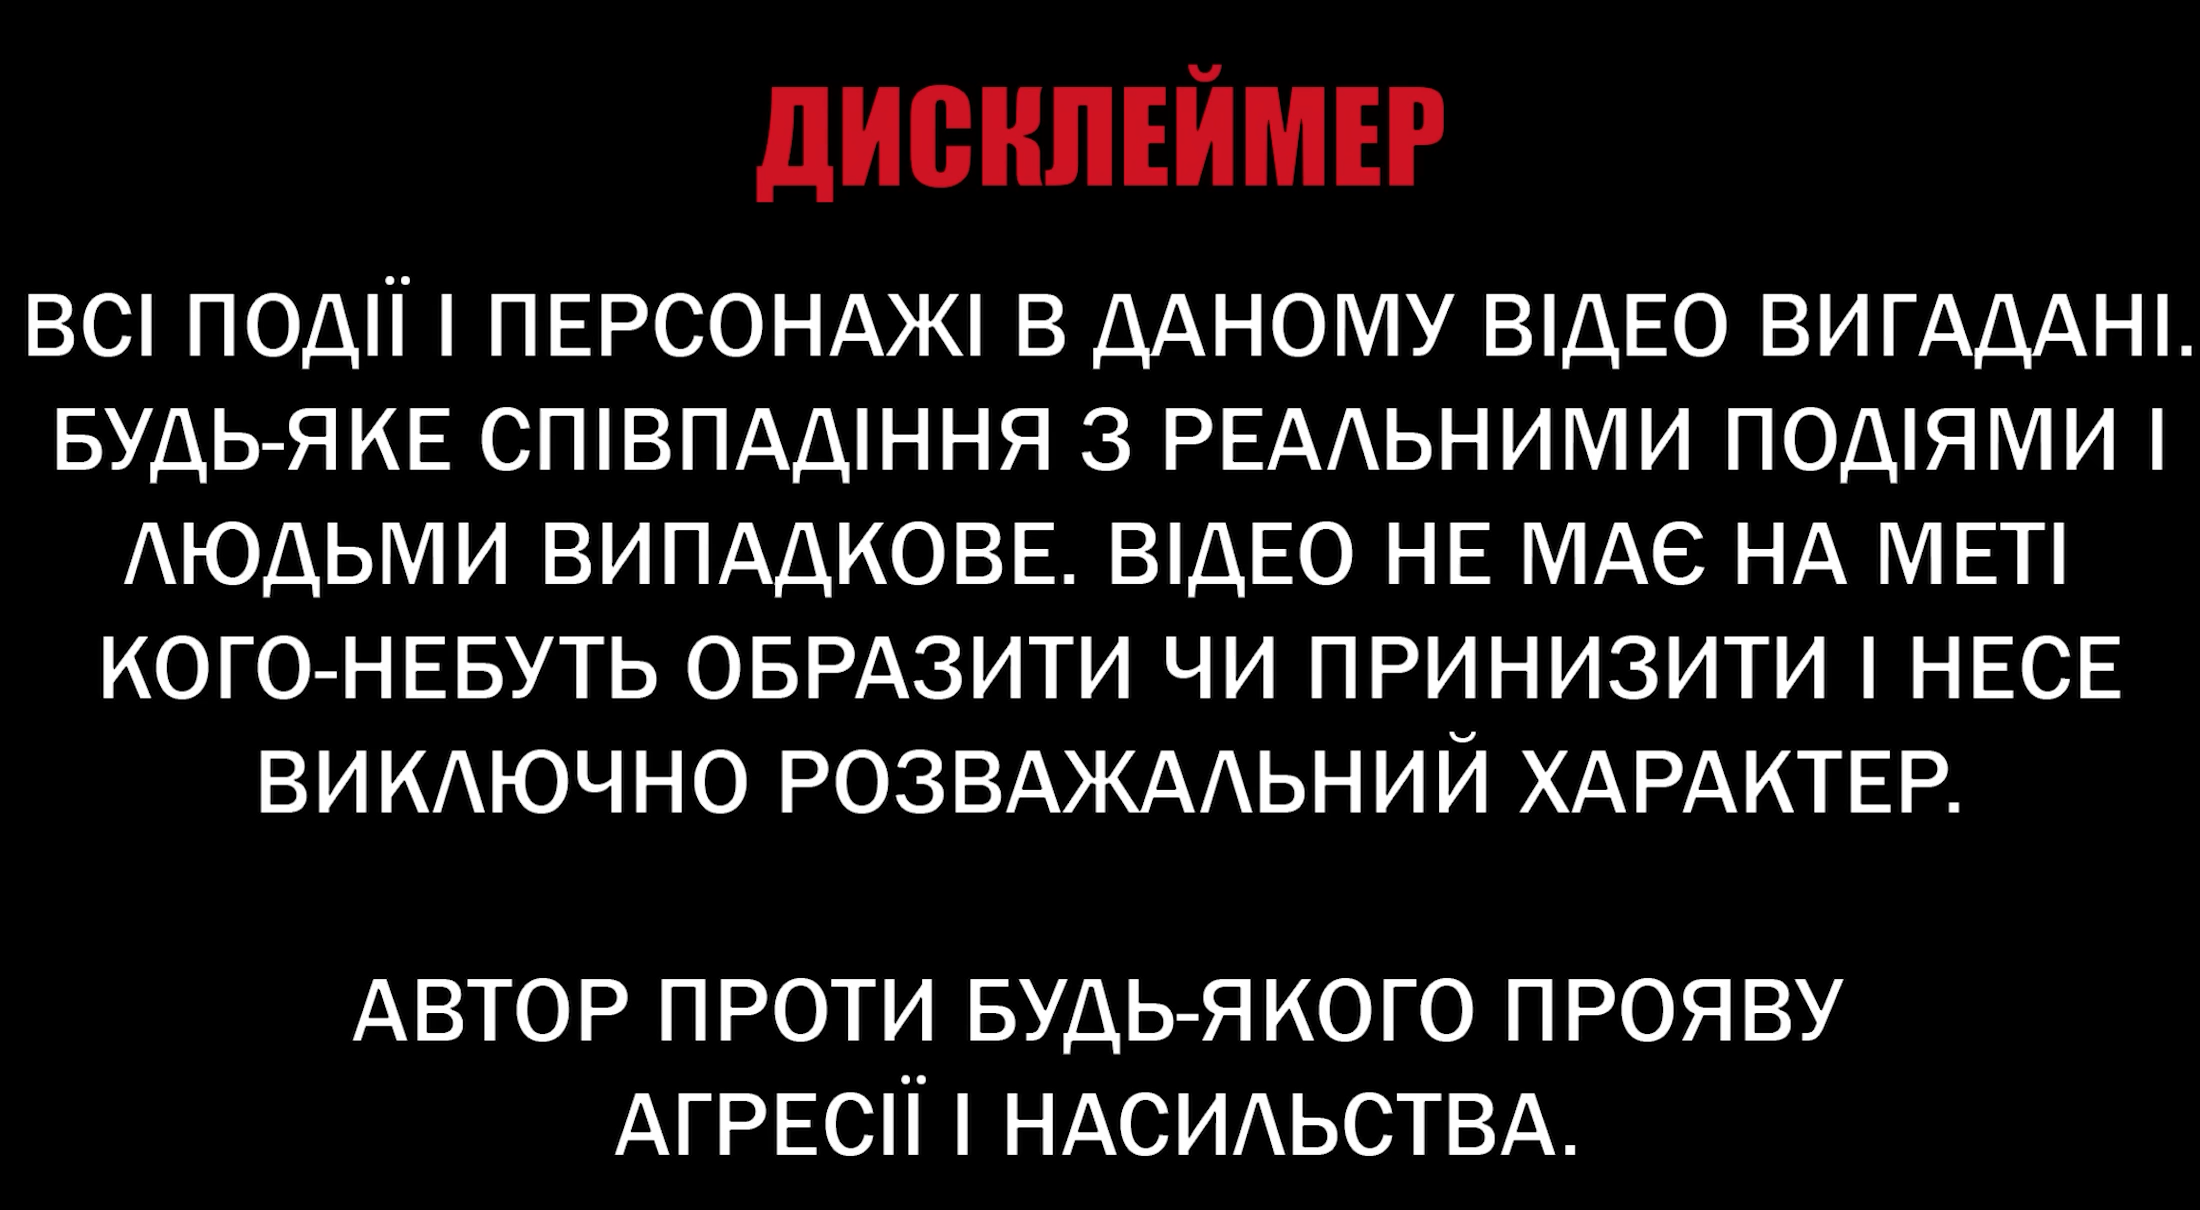 ДИСКЛЕЙМЕР
ВСІ ПОДІЇ І ПЕРСОНАЖІ В ДАНОМУ ВІДЕО ВИГАДАНІ.
БУДЬ-ЯКЕ СПІВПАДІННЯ З РЕАЛЬНИМИ ПОДІЯМИ І
ЛЮДЬМИ ВИПАДКОВЕ. ВІДЕО НЕ МАЄ НА МЕТІ
КОГО-НЕБУТЬ ОБРАЗИТИ ЧИ ПРИНИЗИТИ І НЕСЕ
ВИКЛЮЧНО РОЗВАЖАЛЬНИЙ ХАРАКТЕР.
АВТОР ПРОТИ БУДЬ-ЯКОГО ПРОЯВУ
АГРЕСІЇ І НАСИЛЬСТВА.